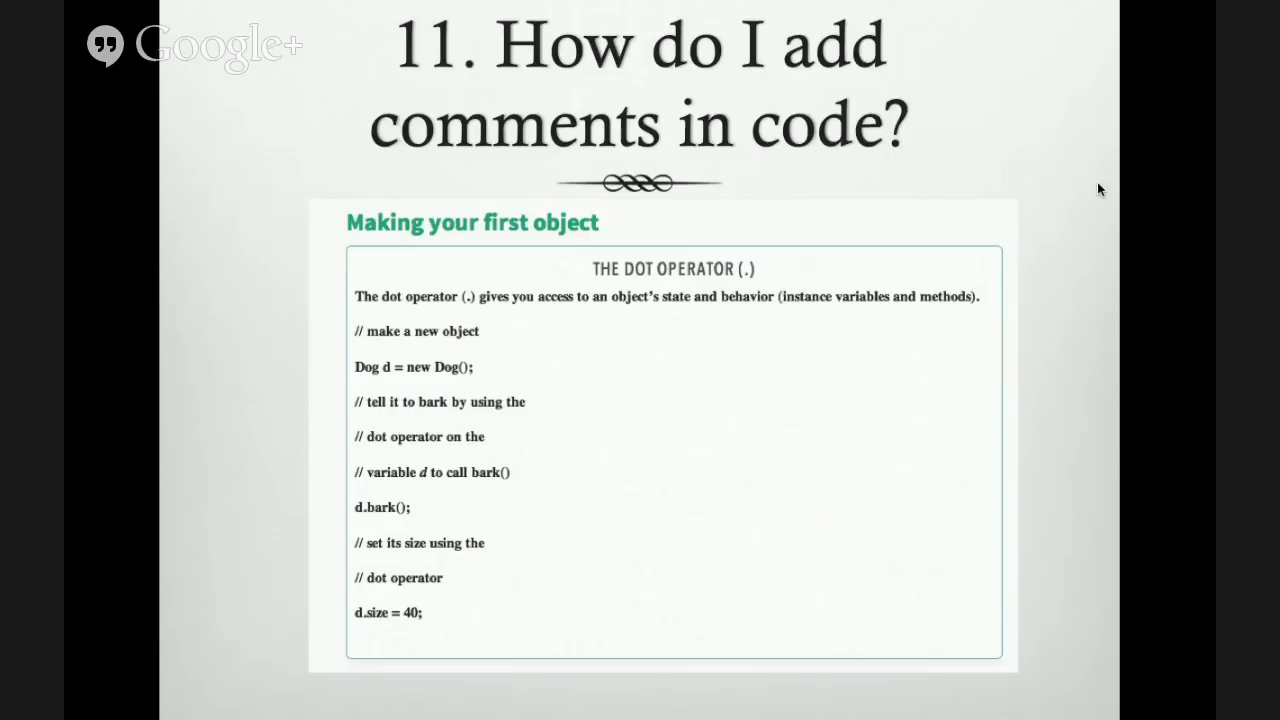 Google+
11. How do I add
comments in code?
Making your first object
THE DOT OPERATOR (.)
The dot operator (.) gives you access to an object’s state and behavior (instance variables and methods).
// make a new object
Dog d = new Dog();
// tell it to bark by using the
// dot operator on the
// variable d to call bark()
d.bark();
// set its size using the
// dot operator
d.size = 40;